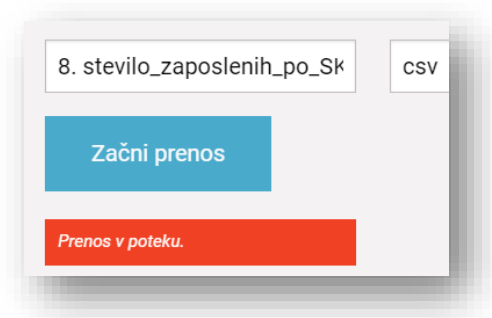 8. stevilo_zaposlenih_po_SK csv
Začni prenos
Prenos v poteku.